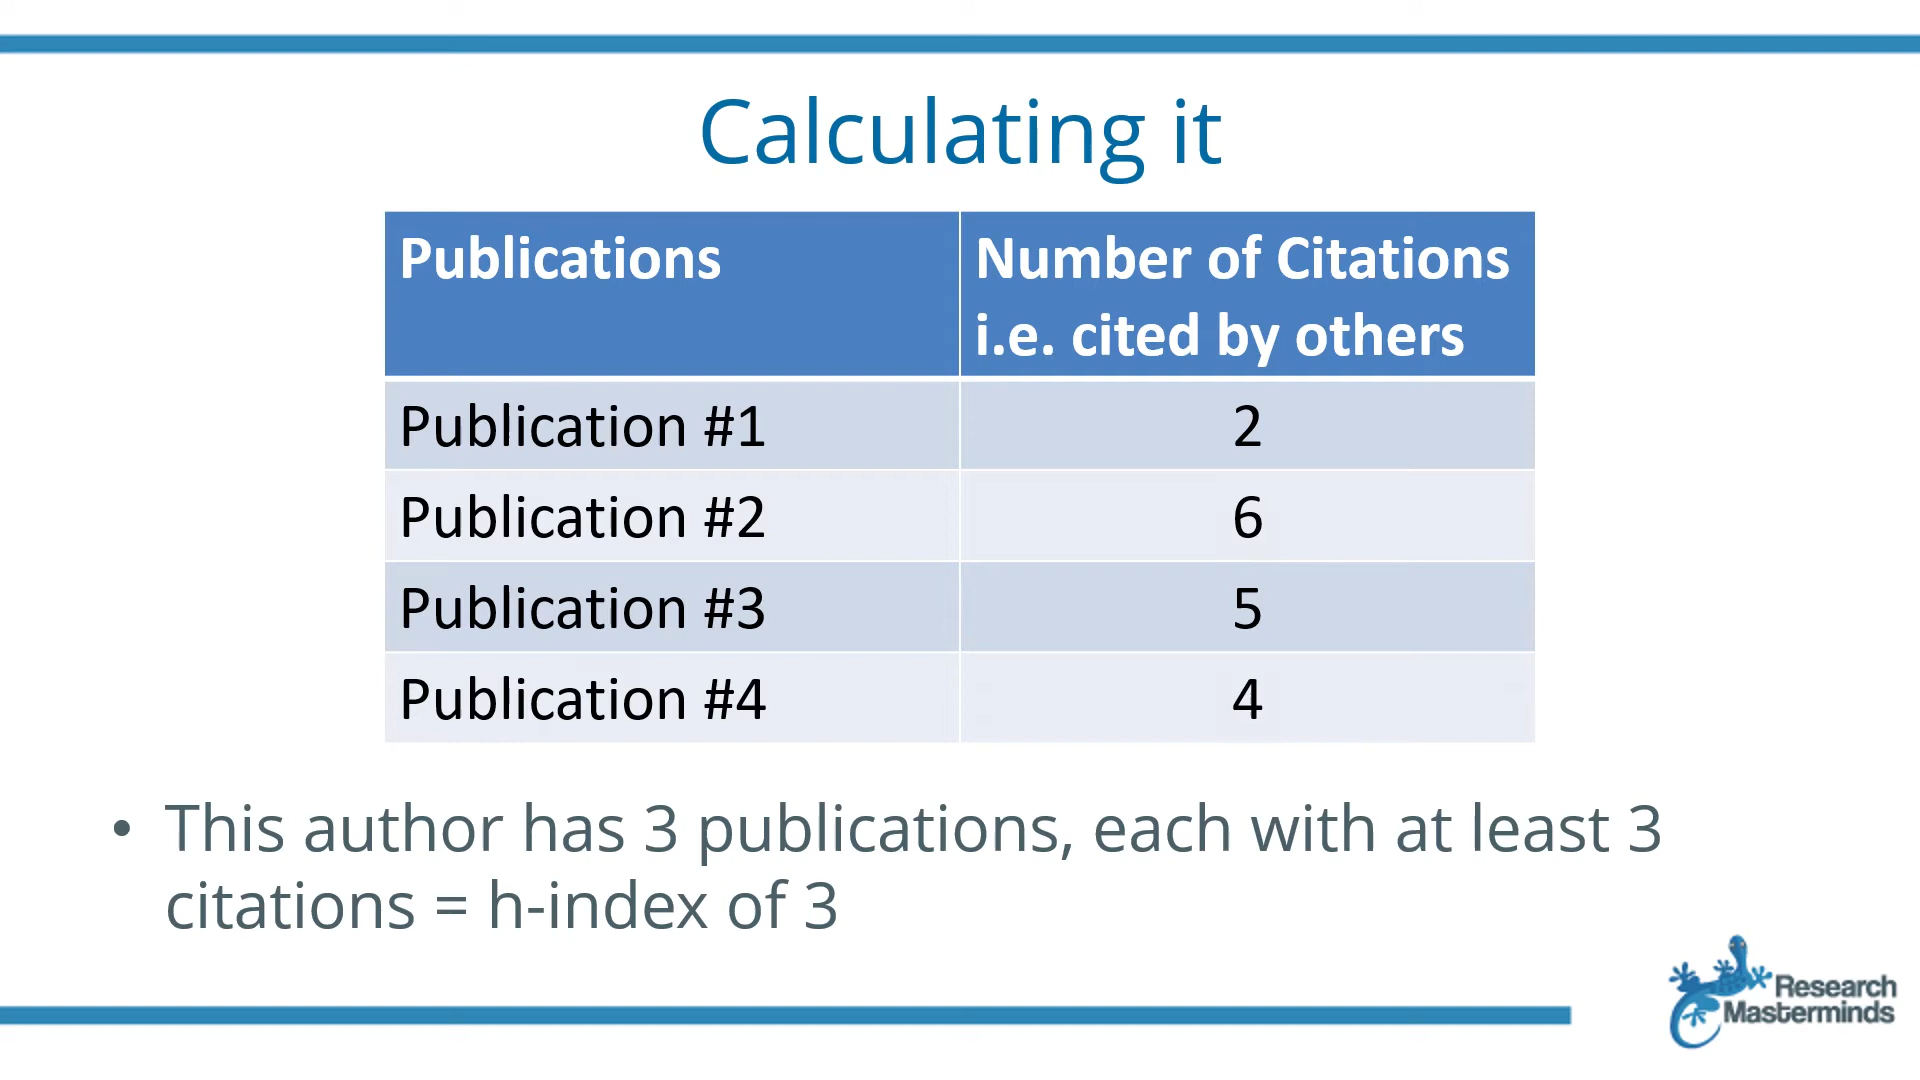 Calculating it
Publications
Number of Citations
i.e. cited by others
Publication #1 2
Publication #2 6
Publication #3 5
Publication #4 4
• This author has 3 publications, each with at least 3
citations = h-index of 3
Research
Masterminds